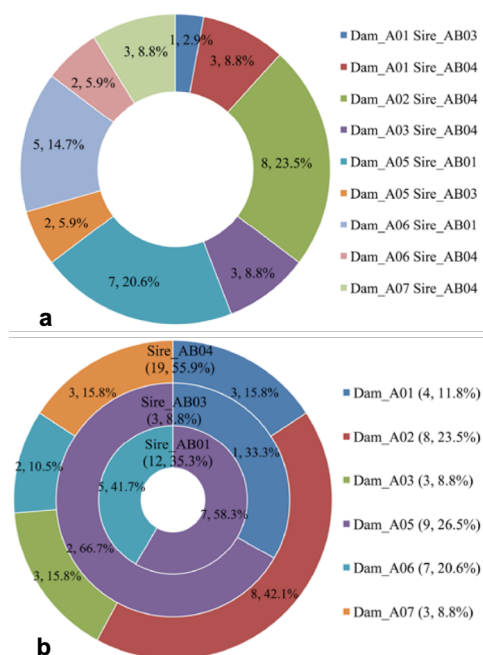 1, 2.9%
3, 8.8%
8, 23.5%
3, 8.8%
7, 20.6%
2, 5.9%
5, 14.7%
2, 5.9%
3, 8.8%
Dam_A01 Sire_AB03
Dam_A01 Sire_AB04
Dam_A02 Sire_AB04
Dam_A03 Sire_AB04
Dam_A05 Sire_AB01
Dam_A05 Sire_AB03
Dam_A06 Sire_AB01
Dam_A06 Sire_AB04
Dam_A07 Sire_AB04
a
Sire_AB04
(19, 55.9%)
3, 15.8%
8, 42.1%
3, 15.8%
2, 10.5%
3, 15.8%
Sire_AB03
(3, 8.8%)
1, 33.3%
2, 66.7%
Sire_AB01
(12, 35.3%)
7, 58.3%
5, 41.7%
Dam_A01 (4, 11.8%)
Dam_A02 (8, 23.5%)
Dam_A03 (3, 8.8%)
Dam_A05 (9, 26.5%)
Dam_A06 (7, 20.6%)
Dam_A07 (3, 8.8%)
b